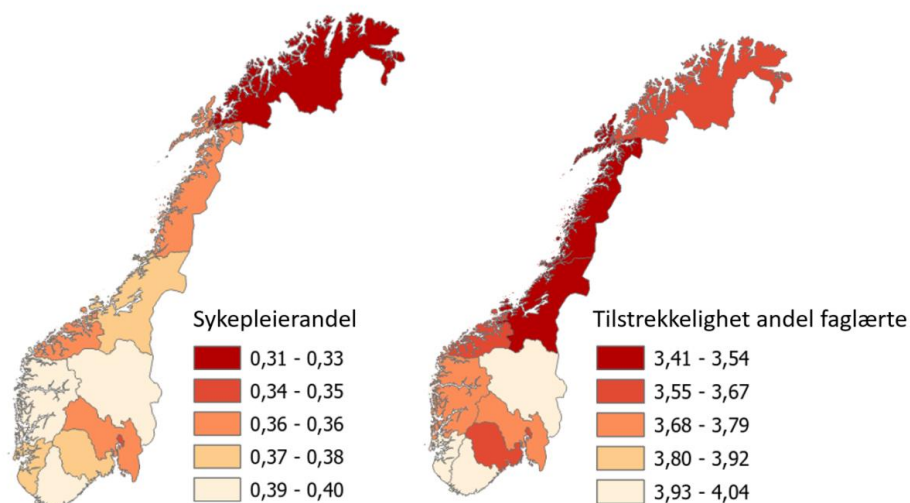 Sykepleierandel
0,31 - 0,33
0,34 - 0,35
0,36 - 0,36
0,37 - 0,38
0,39 - 0,40
Tilstrekkelighet andel faglærte
3,41 - 3,54
3,55 - 3,67
3,68 - 3,79
3,80 - 3,92
3,93 - 4,04